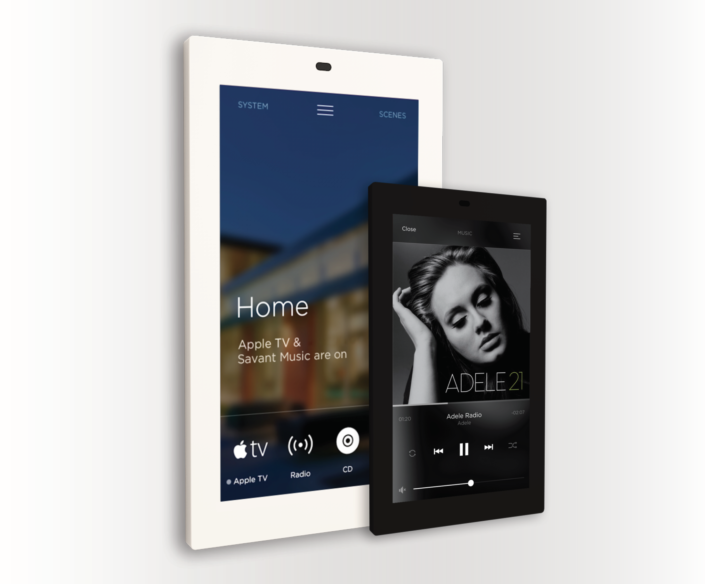 SYSTEM
SCENES
Home
Apple TV &
Savant Music are on
tv
Apple TV
Radio
CD
Close
MUSIC
ADELE 21
Adele Radio
Adele